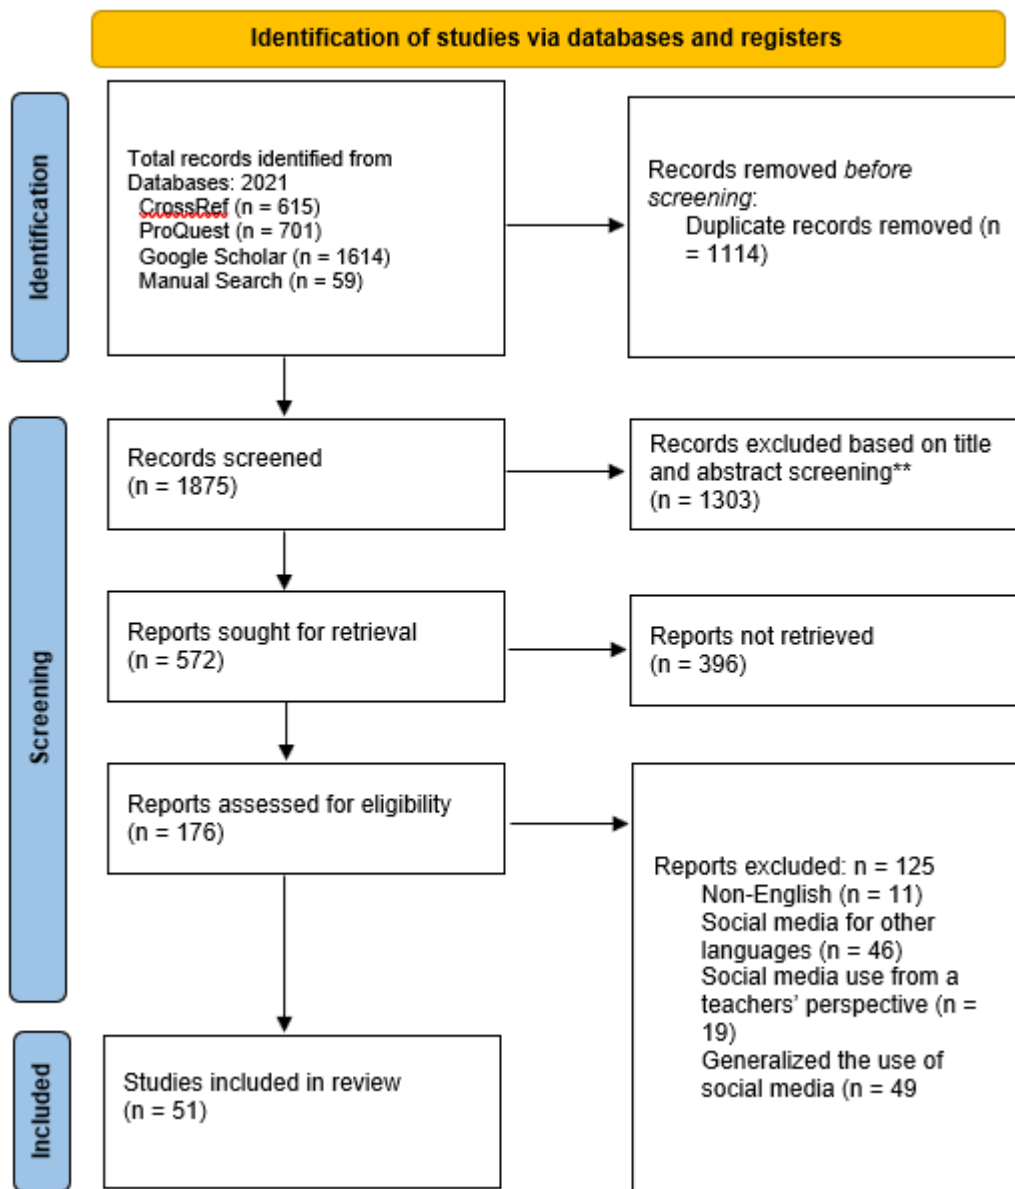 Identification of studies via databases and registers
Identification
Total records identified from
Databases: 2021
CrossRef (n = 615)
ProQuest (n = 701)
Google Scholar (n = 1614)
Manual Search (n = 59)
Records removed before
screening:
Duplicate records removed (n
= 1114)
Screening
Records screened
(n = 1875)
Records excluded based on title
and abstract screening**
(n = 1303)
Reports sought for retrieval
(n = 572)
Reports not retrieved
(n = 396)
Reports assessed for eligibility
(n = 176)
Reports excluded: n = 125
Non-English (n = 11)
Social media for other
languages (n = 46)
Social media use from a
teachers’ perspective (n =
19)
Generalized the use of
social media (n = 49
Included
Studies included in review
(n = 51)